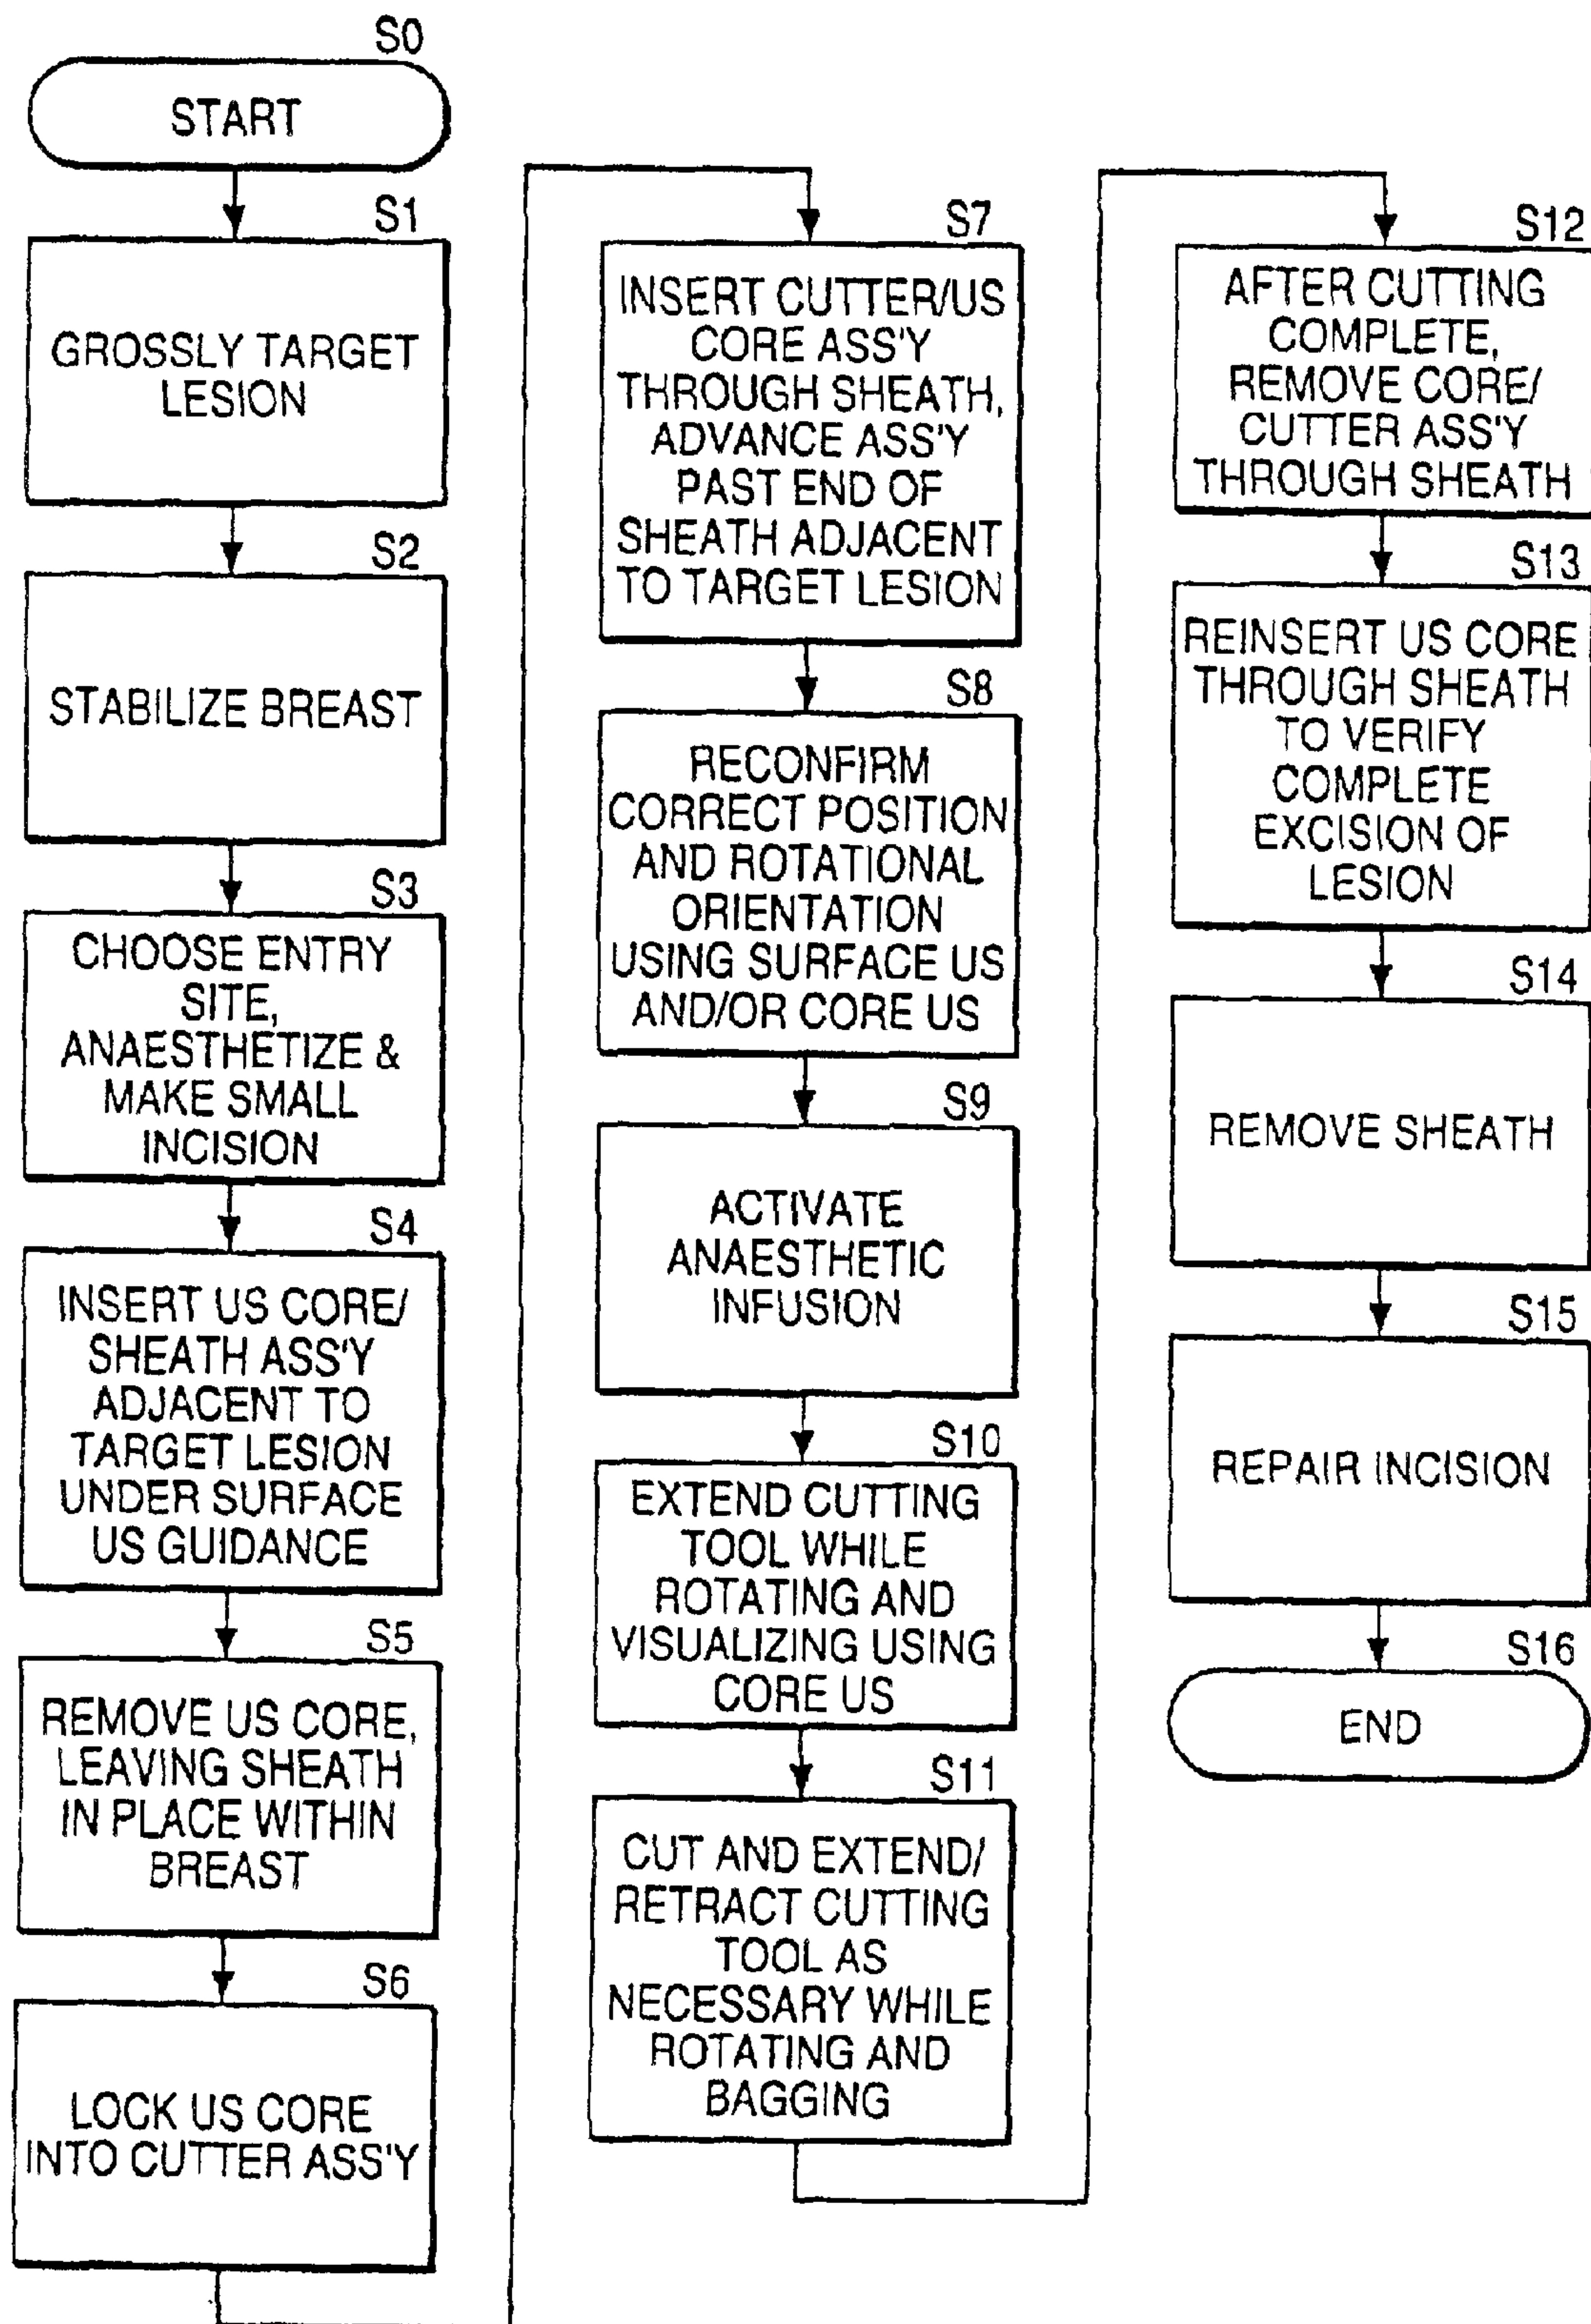 S0
START
S1
GROSSLY TARGET
LESION
S2
STABILIZE BREAST
S3
CHOOSE ENTRY
SITE,
ANAESTHETIZE &
MAKE SMALL
INCISION
S4
INSERT US CORE/
SHEATH ASS'Y
ADJACENT TO
TARGET LESION
UNDER SURFACE
US GUIDANCE
S5
REMOVE US CORE,
LEAVING SHEATH
IN PLACE WITHIN
BREAST
S6
LOCK US CORE
INTO CUTTER ASS'Y
S7
INSERT CUTTER/US
CORE ASS'Y
THROUGH SHEATH,
ADVANCE ASS'Y
PAST END OF
SHEATH ADJACENT
TO TARGET LESION
S8
RECONFIRM
CORRECT POSITION
AND ROTATIONAL
ORIENTATION
USING SURFACE US
AND/OR CORE US
S9
ACTIVATE
ANAESTHETIC
INFUSION
S10
EXTEND CUTTING
TOOL WHILE
ROTATING AND
VISUALIZING USING
CORE US
S11
CUT AND EXTEND/
RETRACT CUTTING
TOOL AS
NECESSARY WHILE
ROTATING AND
BAGGING
S12
AFTER CUTTING
COMPLETE,
REMOVE CORE/
CUTTER ASS'Y
THROUGH SHEATH
S13
REINSERT US CORE
THROUGH SHEATH
TO VERIFY
COMPLETE
EXCISION OF
LESION
S14
REMOVE SHEATH
S15
REPAIR INCISION
S16
END